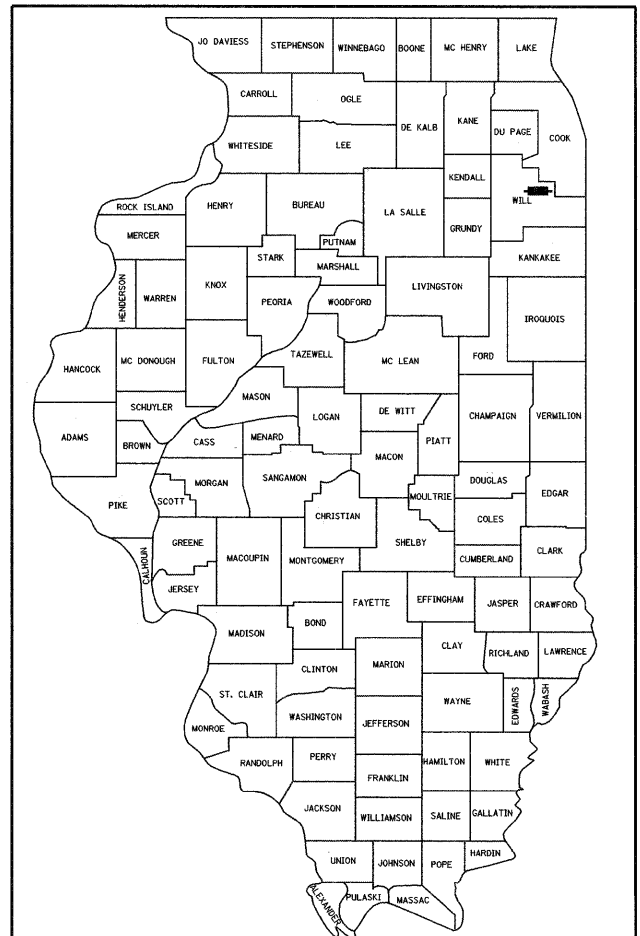 JO DAVIESS
STEPHENSON
WINNEBAGO
BOONE
MC HENRY
LAKE
CARROLL
OGLE
DE KALB
KANE
DU PAGE
COOK
WHITESIDE
LEE
KENDALL
WILL
ROCK ISLAND
HENRY
BUREAU
LA SALLE
GRUNDY
MERCER
PUTNAM
STARK
MARSHALL
KANKAKEE
HENDERSON
WARREN
KNOX
PEORIA
WOODFORD
LIVINGSTON
IROQUOIS
HANCOCK
MC DONOUGH
FULTON
TAZEWELL
MC LEAN
FORD
SCHUYLER
MASON
LOGAN
DE WITT
CHAMPAIGN
VERMILION
ADAMS
BROWN
CASS
MENARD
MACON
PIATT
PIKE
SCOTT
MORGAN
SANGAMON
CHRISTIAN
MOULTRIE
DOUGLAS
EDGAR
COLES
CALHOUN
GREENE
MACOUPIN
MONTGOMERY
SHELBY
CUMBERLAND
CLARK
JERSEY
FAYETTE
EFFINGHAM
JASPER
CRAWFORD
MADISON
BOND
CLAY
RICHLAND
LAWRENCE
CLINTON
MARION
ST. CLAIR
WAYNE
EDWARDS
WABASH
MONROE
WASHINGTON
JEFFERSON
RANDOLPH
PERRY
HAMILTON
WHITE
FRANKLIN
JACKSON
WILLIAMSON
SALINE
GALLATIN
UNION
JOHNSON
POPE
HARDIN
ALEXANDER
PULASKI
MASSAC